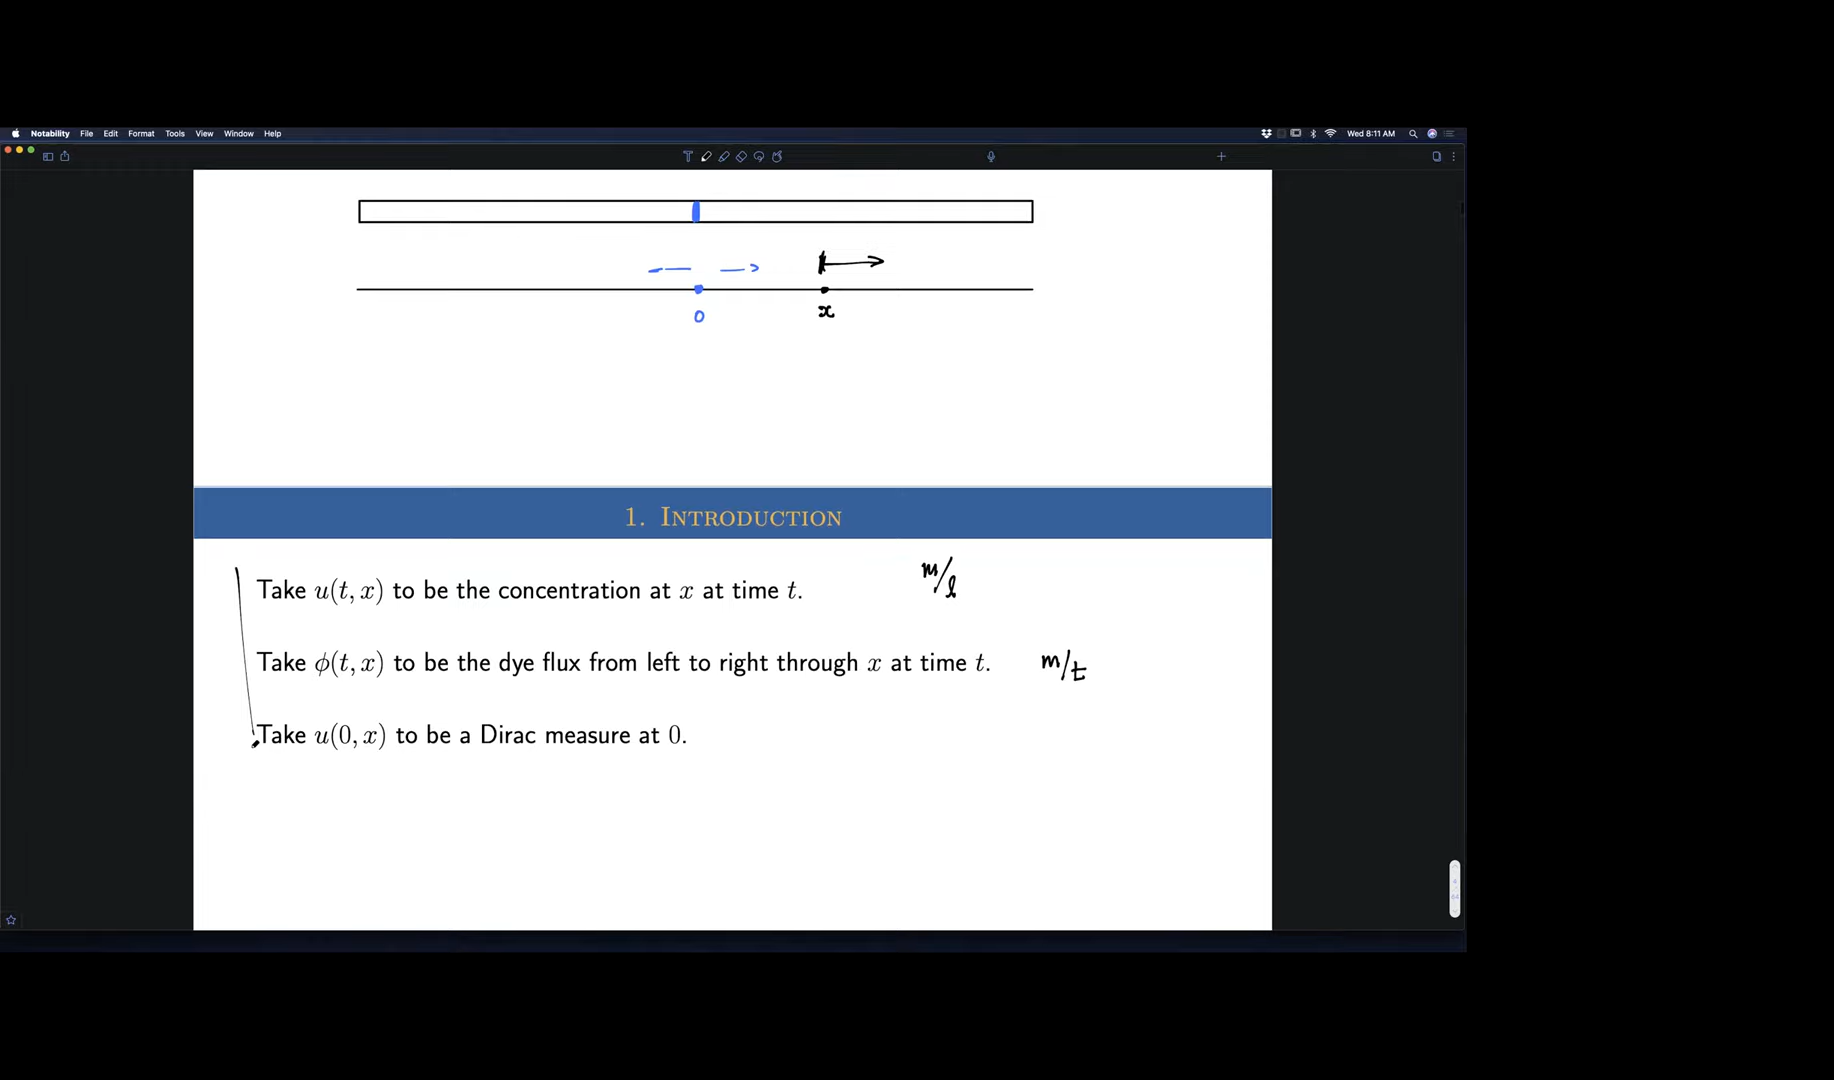 Notability File Edit Format Tools View Window Help
Wed 8:11 AM
0
x
1. INTRODUCTION
Take u(t, x) to be the concentration at x at time t.
m/l
Take ϕ(t, x) to be the dye flux from left to right through x at time t.
m/t
Take u(0, x) to be a Dirac measure at 0.